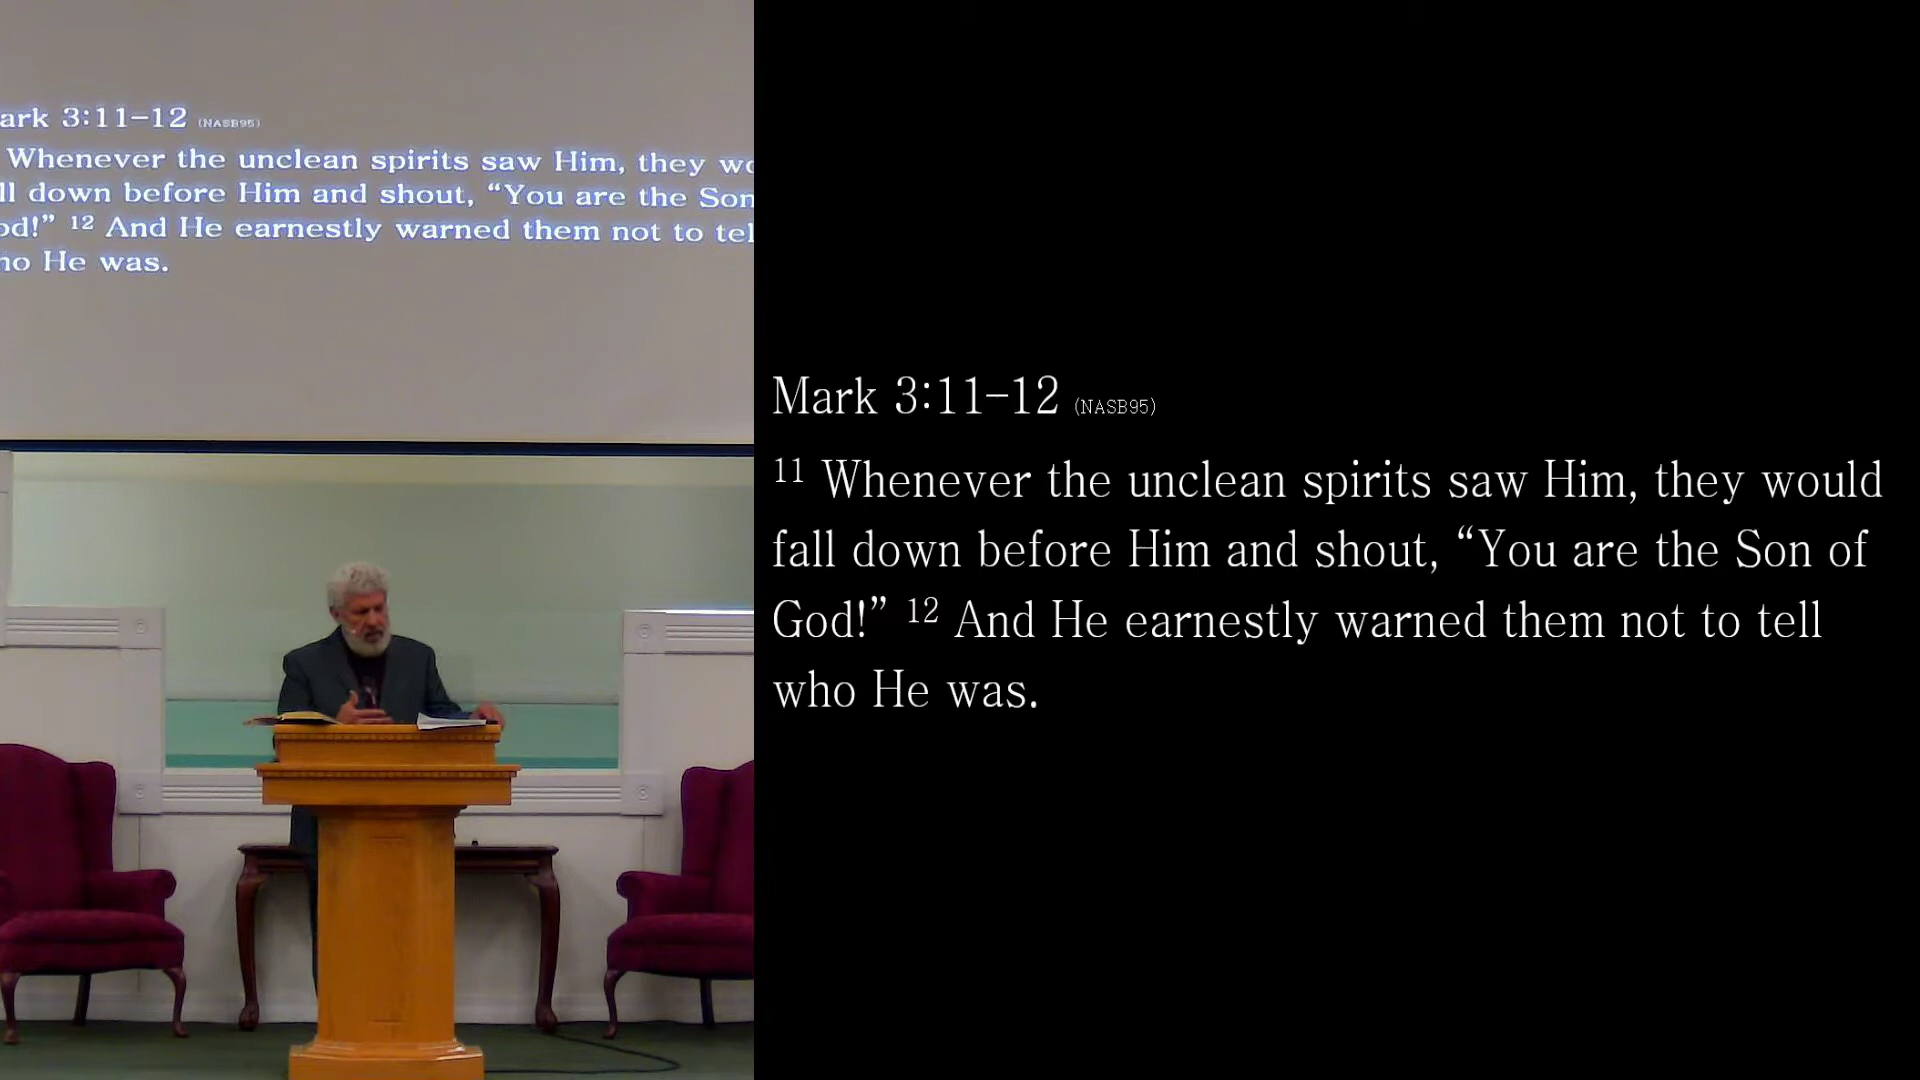 ark 3:11–12 (NASB95)
Whenever the unclean spirits saw Him, they wo
ll down before Him and shout, “You are the Son
od!” 12 And He earnestly warned them not to tel
ho He was.
Mark 3:11–12 (NASB95)
11 Whenever the unclean spirits saw Him, they would
fall down before Him and shout, “You are the Son of
God!” 12 And He earnestly warned them not to tell
who He was.